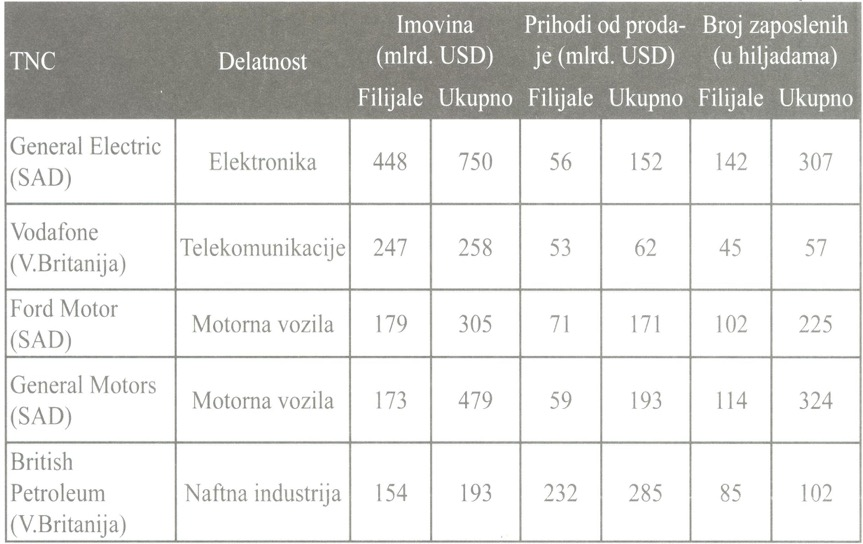 TNC Delatnost Imovina (mlrd. USD) Prihodi od proda-je (mlrd. USD) Broj zaposlenih (u hiljadama)
Filijale Ukupno Filijale Ukupno Filijale Ukupno
General Electric (SAD) Elektronika 448 750 56 152 142 307
Vodafone (V.Britanija) Telekomunikacije 247 258 53 62 45 57
Ford Motor (SAD) Motorna vozila 179 305 71 171 102 225
General Motors (SAD) Motorna vozila 173 479 59 193 114 324
British Petroleum (V.Britanija) Naftna industrija 154 193 232 285 85 102